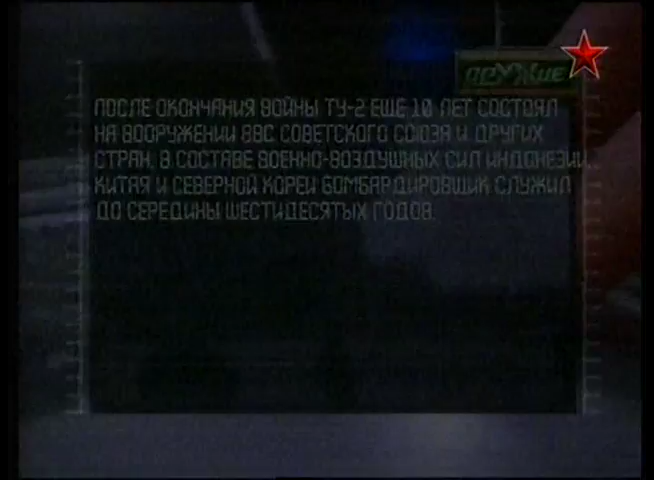 оружие
ПОСЛЕ ОКОНЧАНИЯ ВОЙНЫ ТУ-2 ЕЩЕ 10 ЛЕТ СОСТОЯЛ
НА ВООРУЖЕНИИ ВВС СОВЕТСКОГО СОЮЗА И ДРУГИХ
СТРАН. В СОСТАВЕ ВОЕННО-ВОЗДУШНЫХ СИЛ ИНДОНЕЗИИ,
КИТАЯ И СЕВЕРНОЙ КОРЕИ БОМБАРДИРОВЩИК СЛУЖИЛ
ДО СЕРЕДИНЫ ШЕСТИДЕСЯТЫХ ГОДОВ.